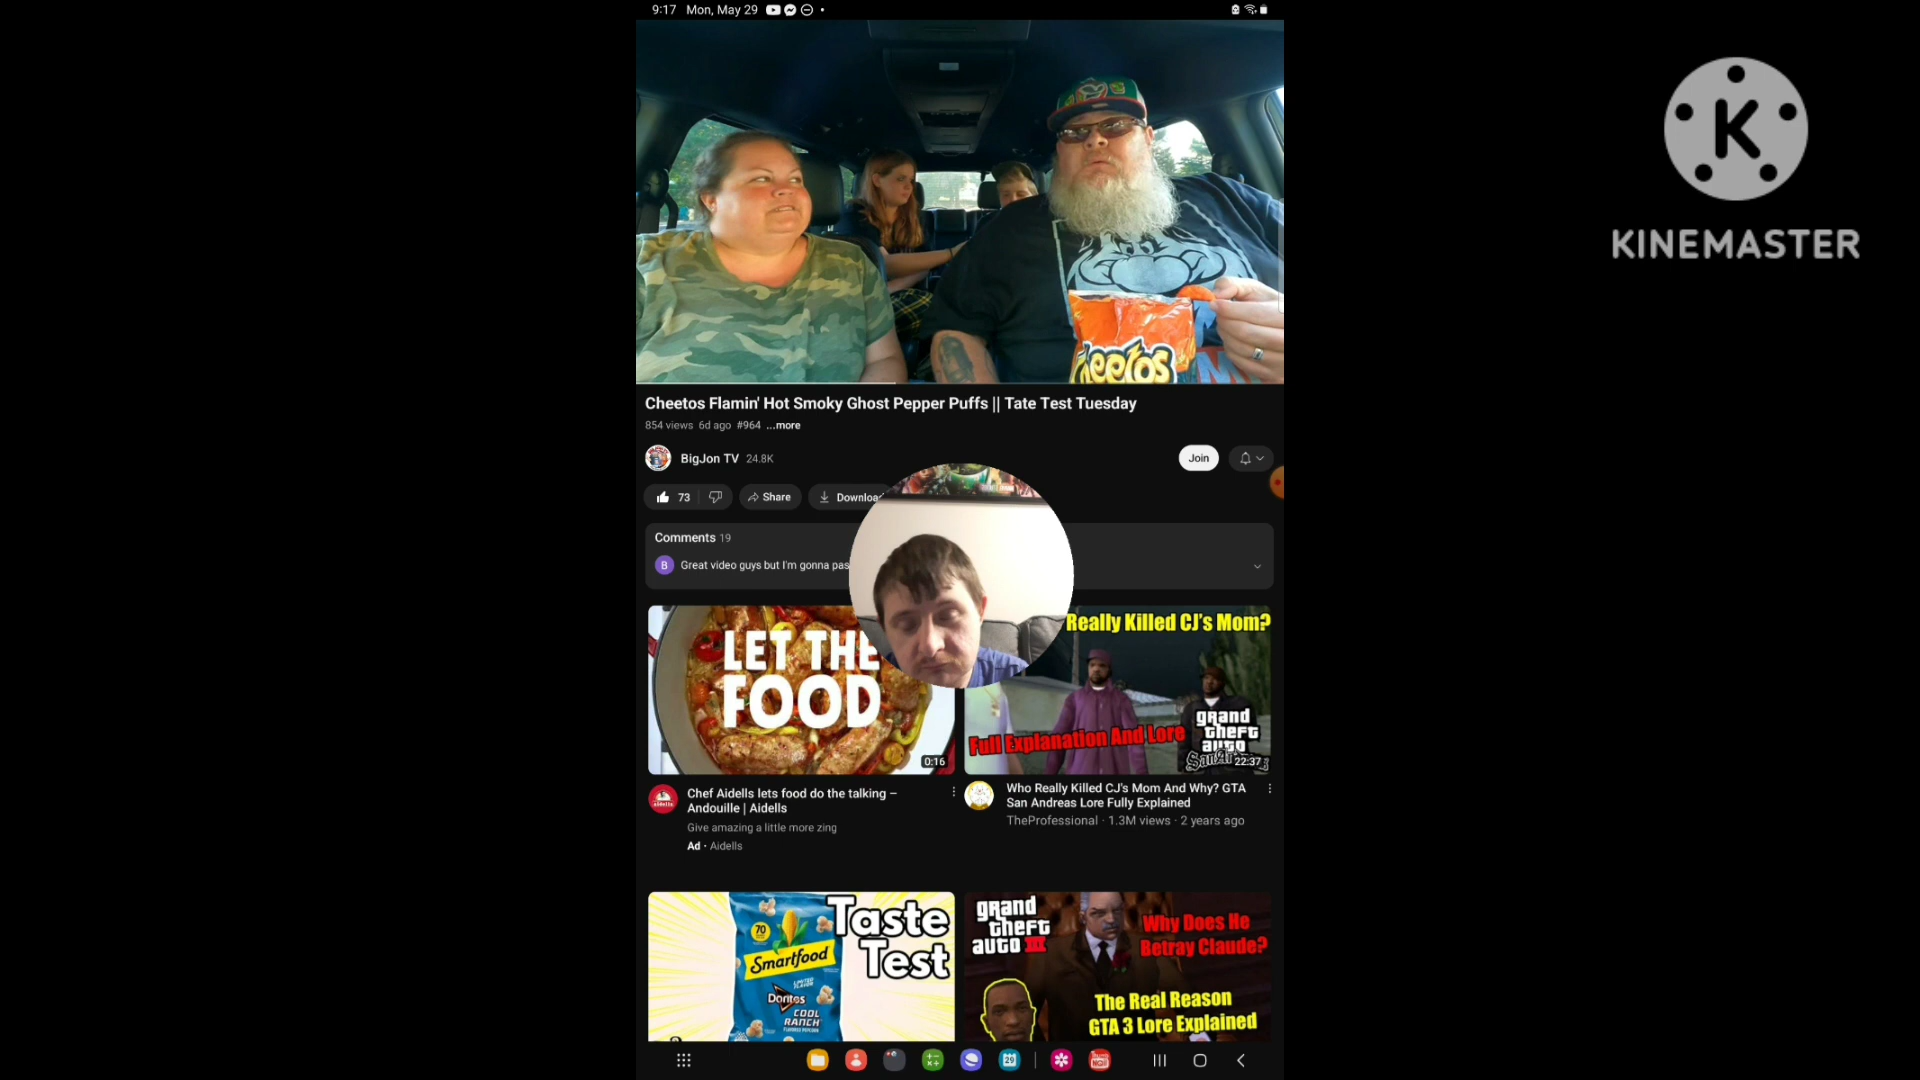 9:17 Mon, May 29
K
KINEMASTER
Cheetos
Cheetos Flamin' Hot Smoky Ghost Pepper Puffs || Tate Test Tuesday
854 views 6d ago #964 ...more
BigJon TV 24.8K
Join
73
Share
Download
Comments 19
B
Great video guys but I'm gonna pas
LET THE
FOOD
0:16
Really Killed CJ's Mom?
Full Explanation And Lore
grand
theft
auto
San
22:37
Chef Aidells lets food do the talking –
Andouille | Aidells
Give amazing a little more zing
Ad · Aidells
Who Really Killed CJ's Mom And Why? GTA
San Andreas Lore Fully Explained
TheProfessional · 1.3M views · 2 years ago
Taste
Test
70
Smartfood
Doritos
COOL
RANCH
grand
theft
auto III
Why Does He
Betray Claude?
The Real Reason
GTA 3 Lore Explained
29